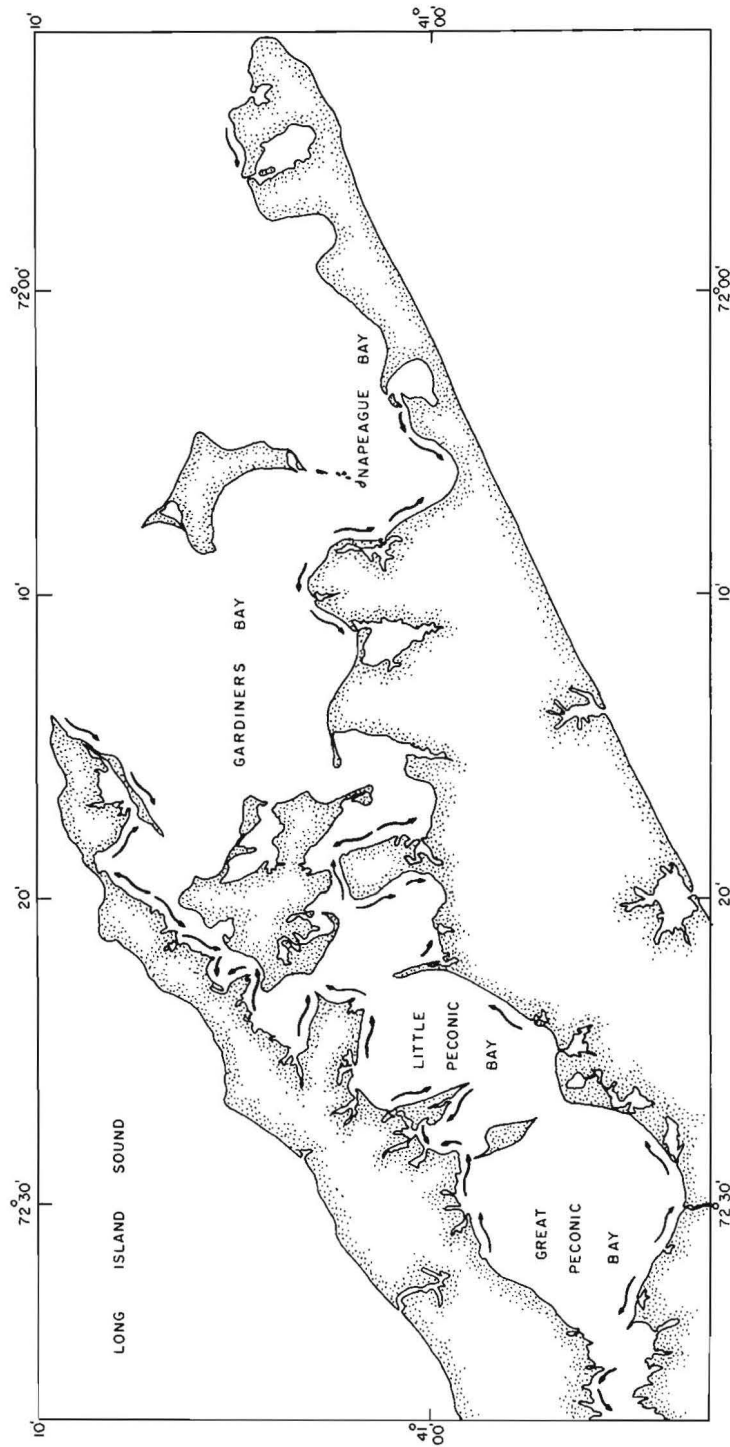 LONG ISLAND SOUND
GARDINERS BAY
NAPEAGUE BAY
LITTLE
PECONIC
BAY
GREAT
PECONIC
BAY
10'
41°
00'
10'
41°
00'
72°30'
20'
10'
72°00'
72°30'
20'
10'
72°00'